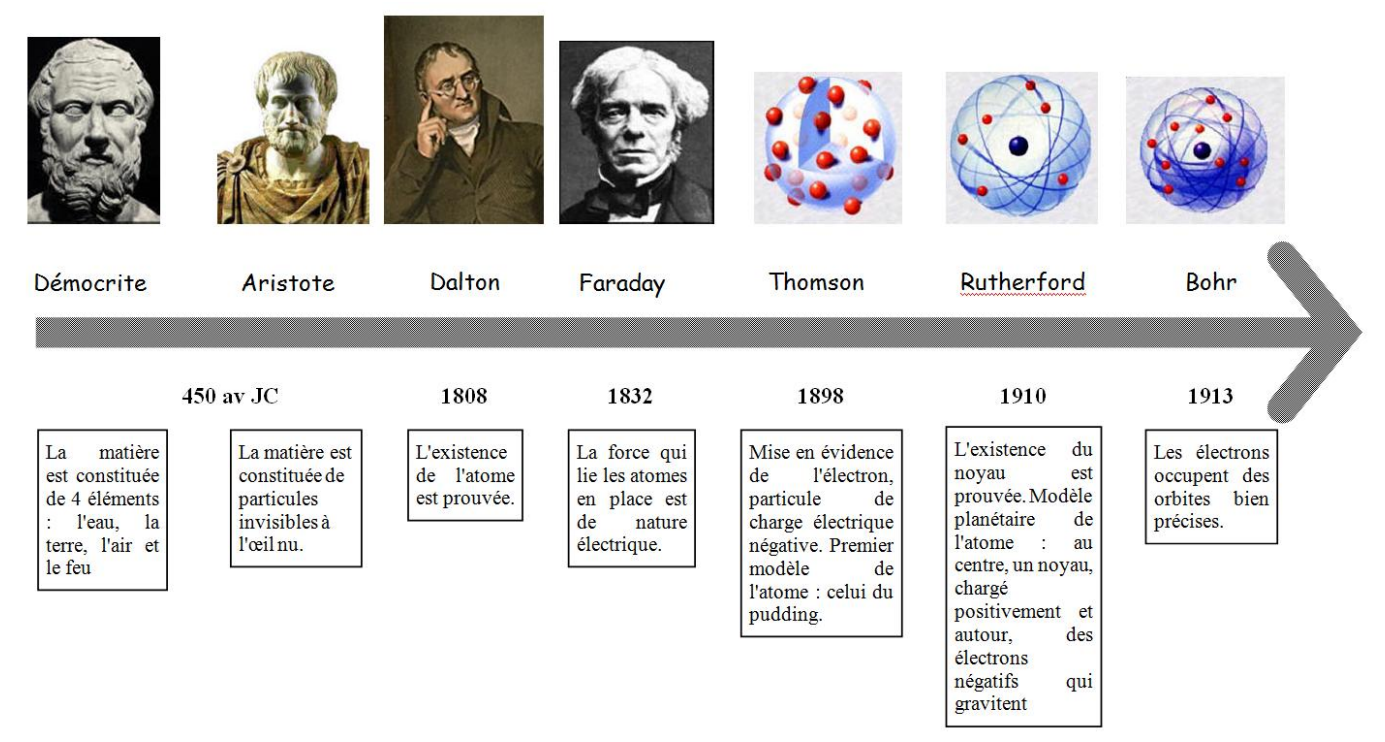 Démocrite
Aristote
Dalton
Faraday
Thomson
Rutherford
Bohr
450 av JC
1808
1832
1898
1910
1913
La matière
est constituée
de 4 éléments
: l'eau, la
terre, l'air et
le feu
La matière est
constituée de
particules
invisibles à
l'œil nu.
L'existence
de l'atome
est prouvée.
La force qui
lie les atomes
en place est
de nature
électrique.
Mise en évidence
de l'électron,
particule de
charge électrique
négative. Premier
modèle de
l'atome : celui du
pudding.
L'existence du
noyau est
prouvée. Modèle
planétaire de
l'atome : au
centre, un noyau,
chargé
positivement et
autour, des
électrons
négatifs qui
gravitent
Les électrons
occupent des
orbites bien
précises.